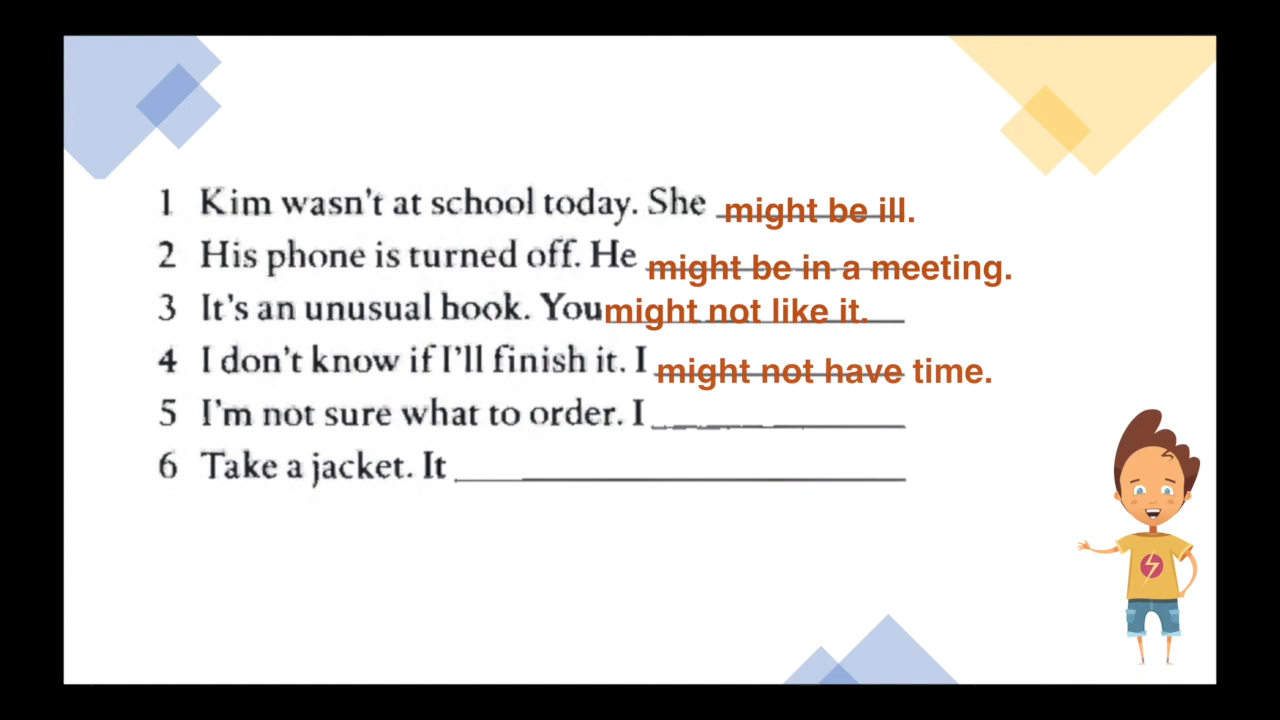 1 Kim wasn't at school today. She might be ill.
2 His phone is turned off. He might be in a meeting.
3 It's an unusual book. You might not like it.
4 I don't know if I'll finish it. I might not have time.
5 I'm not sure what to order. I
6 Take a jacket. It